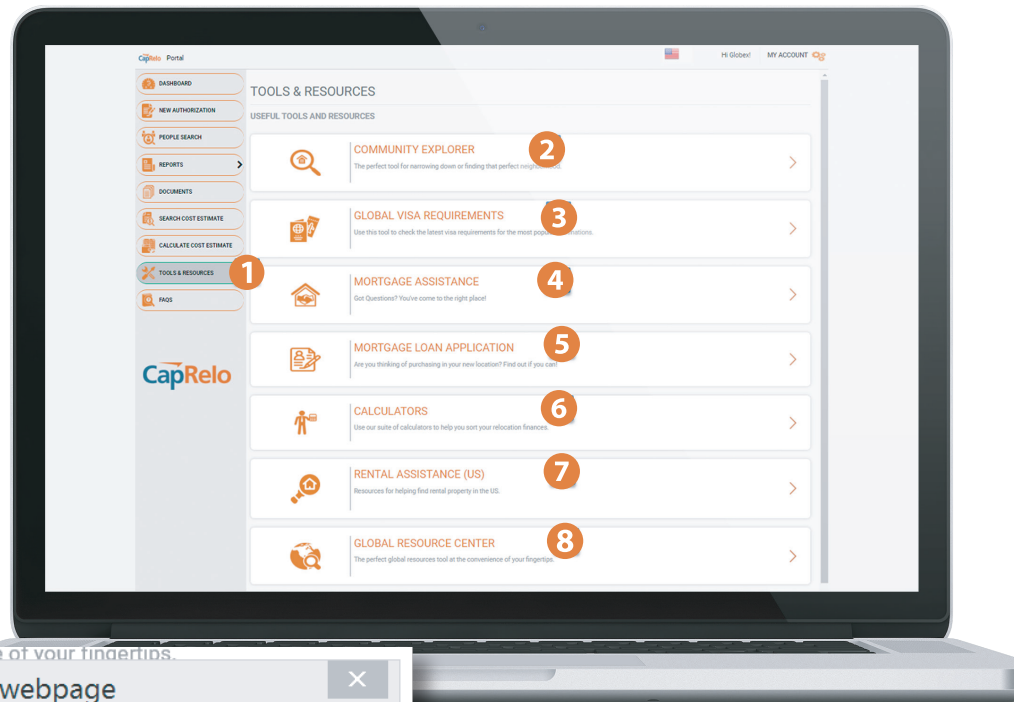 CapRelo Portal
Hi Globex! MY ACCOUNT
DASHBOARD
NEW AUTHORIZATION
PEOPLE SEARCH
REPORTS
DOCUMENTS
SEARCH COST ESTIMATE
CALCULATE COST ESTIMATE
TOOLS & RESOURCES 1
FAQS
CapRelo
TOOLS & RESOURCES
USEFUL TOOLS AND RESOURCES
COMMUNITY EXPLORER 2
The perfect tool for narrowing down or finding that perfect
GLOBAL VISA REQUIREMENTS 3
Use this tool to check the latest visa requirements for the most
MORTGAGE ASSISTANCE 4
Got Questions? You've come to the right place!
MORTGAGE LOAN APPLICATION 5
Are you thinking of purchasing in your new location? Find out if you can!
CALCULATORS 6
Use our suite of calculators to help you sort your relocation finances.
RENTAL ASSISTANCE (US) 7
Resources for helping find rental property in the US.
GLOBAL RESOURCE CENTER 8
The perfect global resources tool at the convenience of your fingertips.
of your fingertips.
webpage